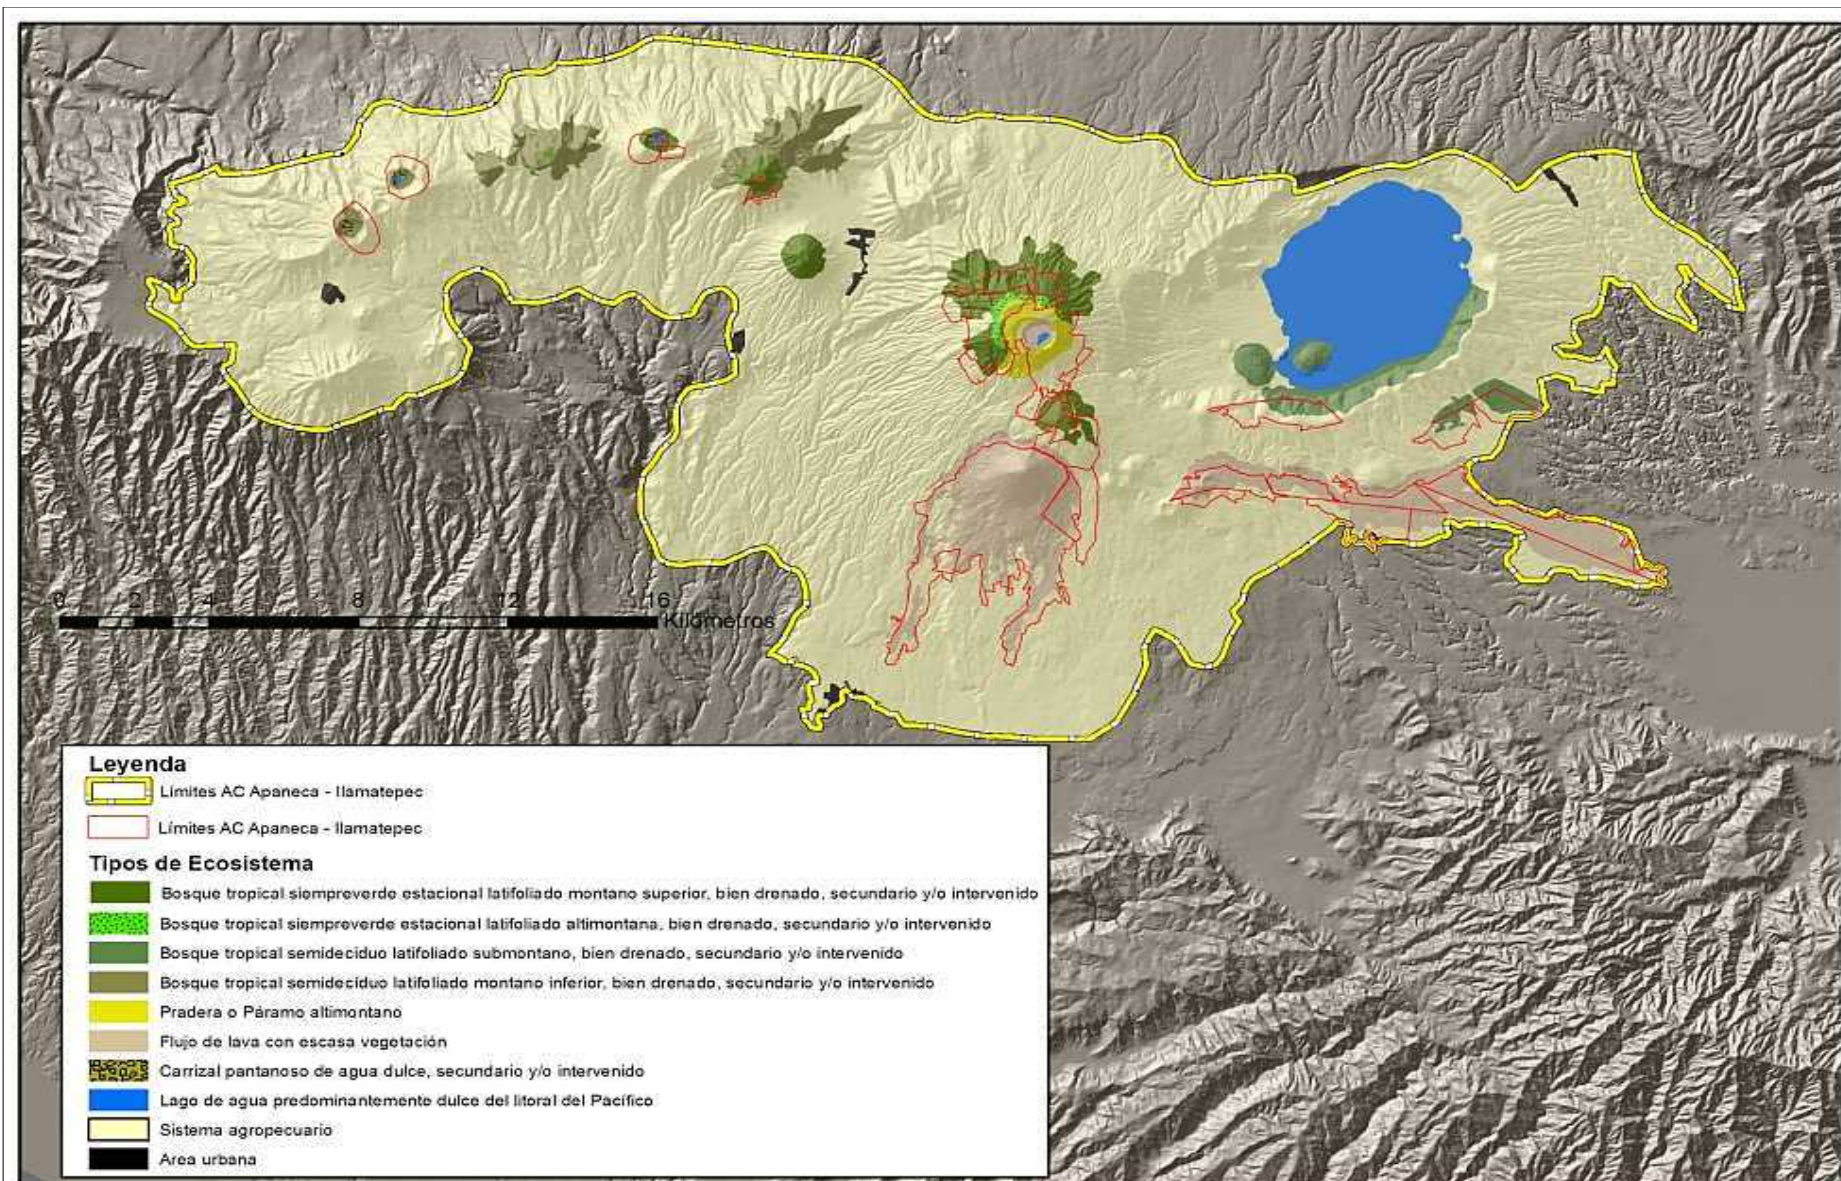 0 2 4 8 12 16
Kilómetros
Leyenda
Límites AC Apaneca - Ilamatepec
Límites AC Apaneca - Ilamatepec
Tipos de Ecosistema
Bosque tropical siempreverde estacional latifoliado montano superior, bien drenado, secundario y/o intervenido
Bosque tropical siempreverde estacional latifoliado altimontana, bien drenado, secundario y/o intervenido
Bosque tropical semideciduo latifoliado submontano, bien drenado, secundario y/o intervenido
Bosque tropical semidecíduo latifoliado montano inferior, bien drenado, secundario y/o intervenido
Pradera o Páramo altimontano
Flujo de lava con escasa vegetación
Carrizal pantanoso de agua dulce, secundario y/o intervenido
Lago de agua predominantemente dulce del litoral del Pacífico
Sistema agropecuario
Area urbana